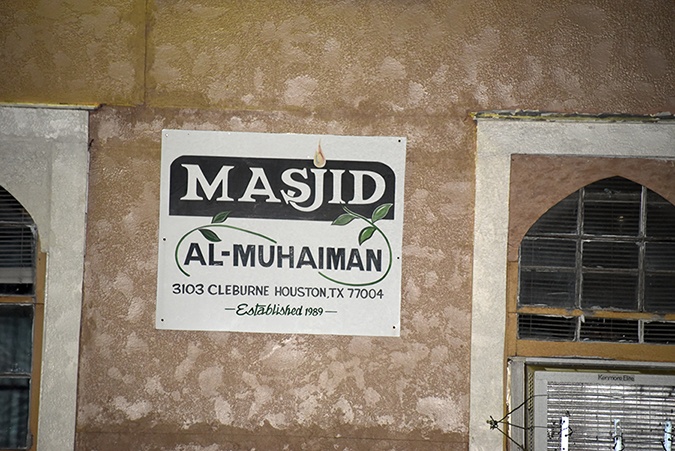 MASJID
AL-MUHAIMAN
3103 CLEBURNE HOUSTON, TX 77004
—Established 1989—
Kenmore Elite